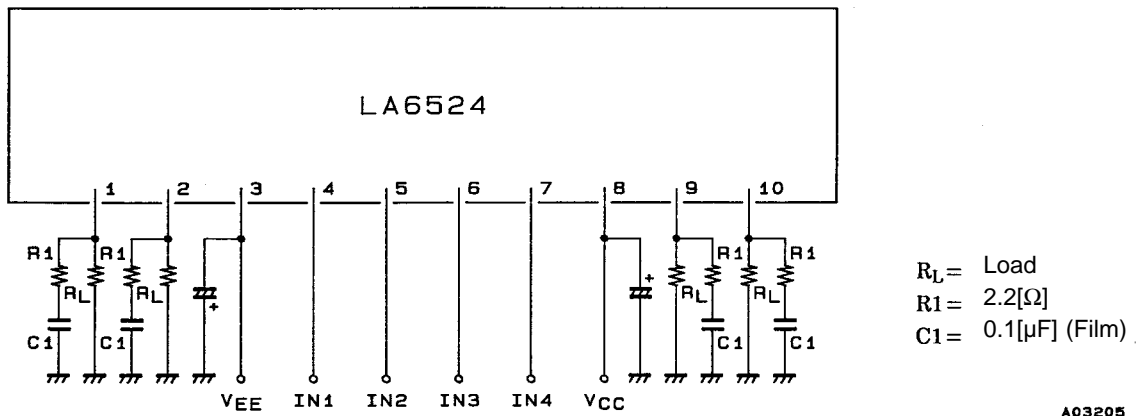 LA6524
1 2 3 4 5 6 7 8 9 10
R1 R1 + R1 R1
RL RL + RL RL
C1 C1 C1 C1
VEE IN1 IN2 IN3 IN4 VCC
RL= Load
R1= 2.2[Ω]
C1= 0.1[µF] (Film)
A03205